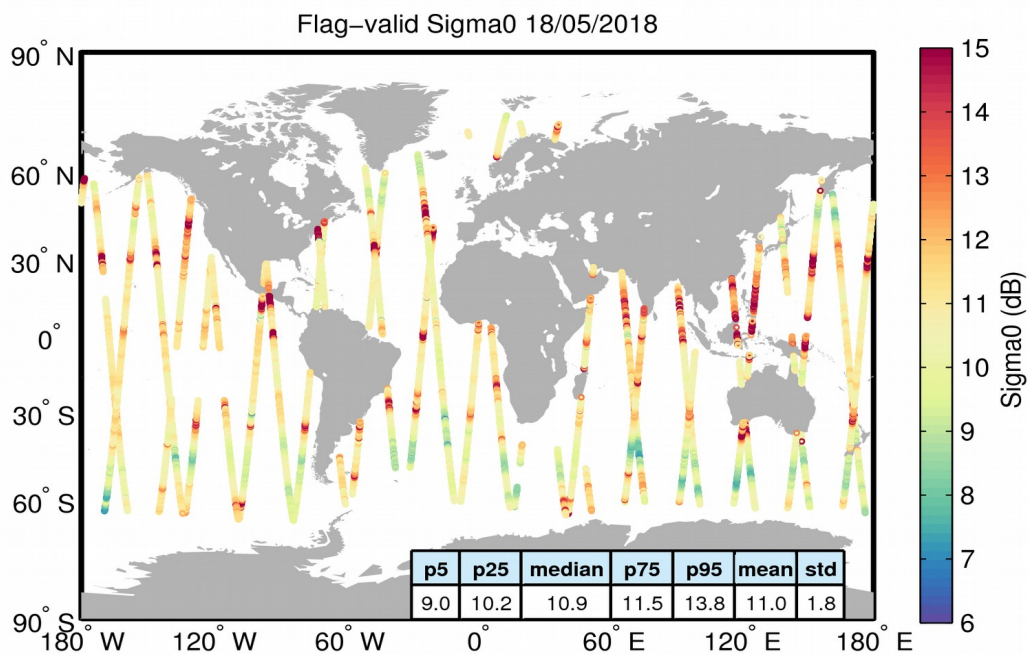 Flag−valid Sigma0 18/05/2018
90° N
60° N
30° N
0°
30° S
60° S
90° S
180° W
120° W
60° W
0°
60° E
120° E
180° E
15
14
13
12
11
10
9
8
7
6
Sigma0 (dB)
p5 p25 median p75 p95 mean std
9.0 10.2 10.9 11.5 13.8 11.0 1.8